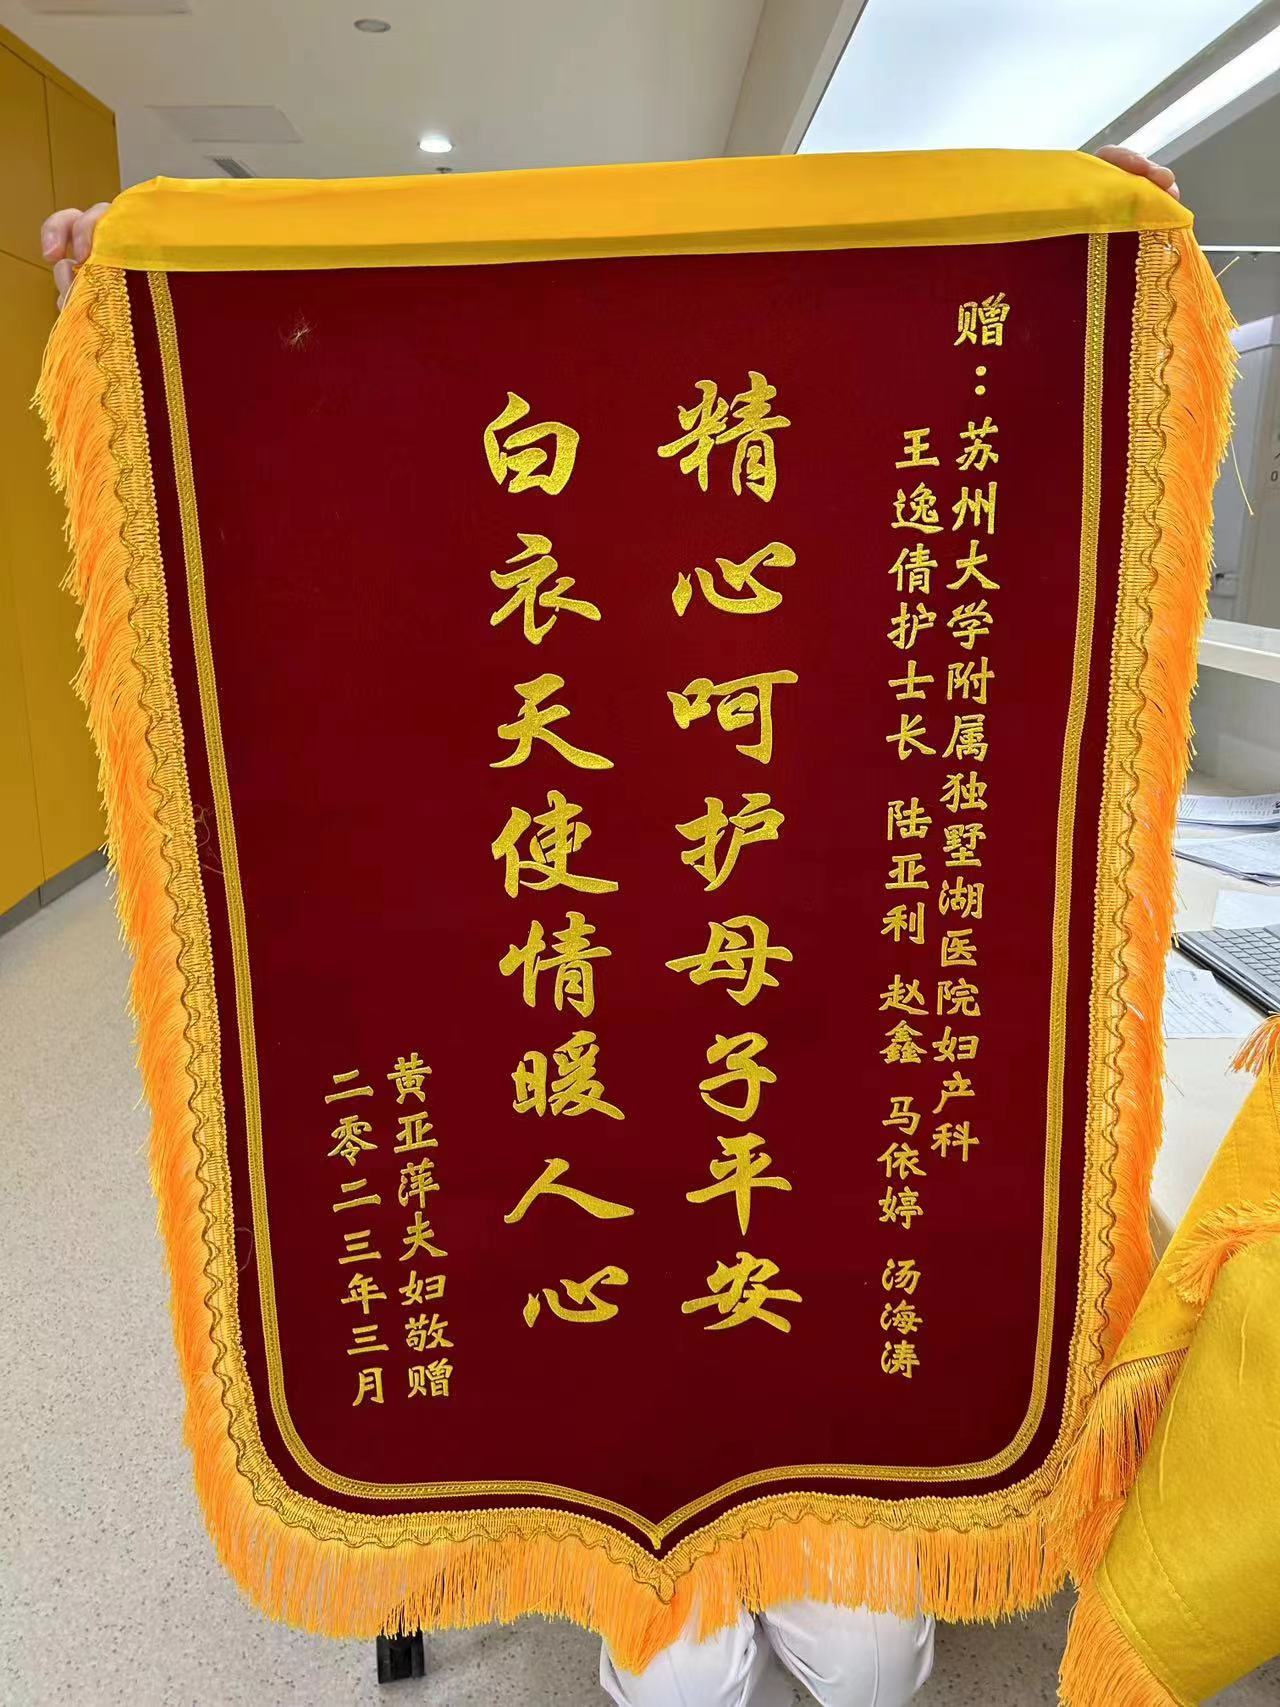 赠：苏州大学附属独墅湖医院妇产科
王逸倩护士长 陆亚利 赵鑫 马依婷 汤海涛
精心呵护母子平安
白衣天使情暖人心
黄亚萍夫妇敬赠
二零二三年三月